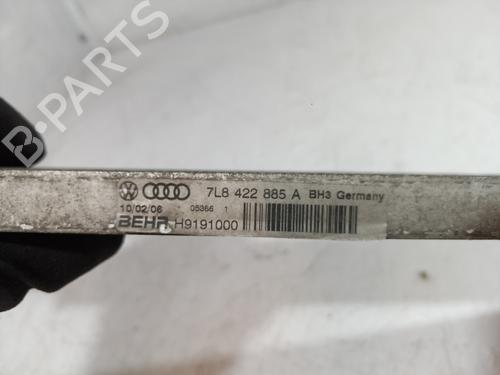 B-PARTS
7L8 422 885 A BH3 Germany
10/02/06 05366 1
BEHR H9191000